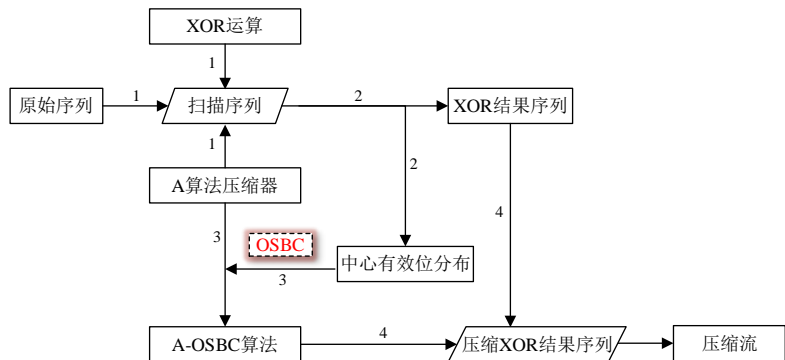 XOR运算
1
原始序列
1
扫描序列
2
XOR结果序列
1
2
A算法压缩器
4
3
OSBC
3
中心有效位分布
A-OSBC算法
4
压缩XOR结果序列
压缩流